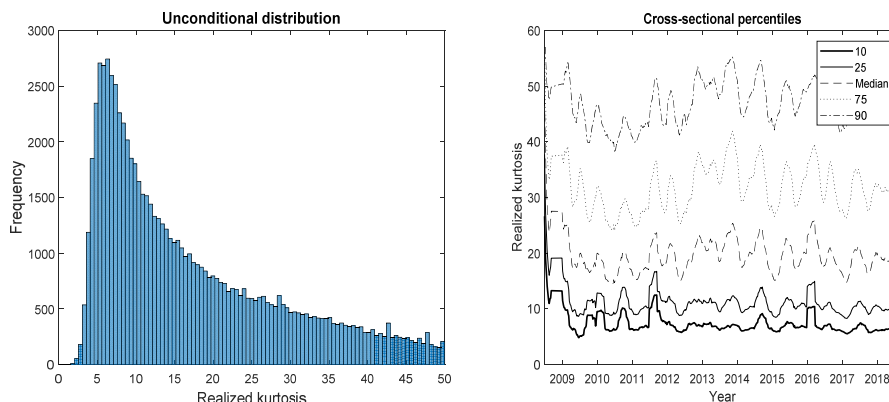 Unconditional distribution
3000
2500
2000
1500
1000
500
0
Frequency
0 5 10 15 20 25 30 35 40 45 50
Realized kurtosis
Cross-sectional percentiles
60
50
40
30
20
10
0
Realized kurtosis
10
25
Median
75
90
2009 2010 2011 2012 2013 2014 2015 2016 2017 2018
Year